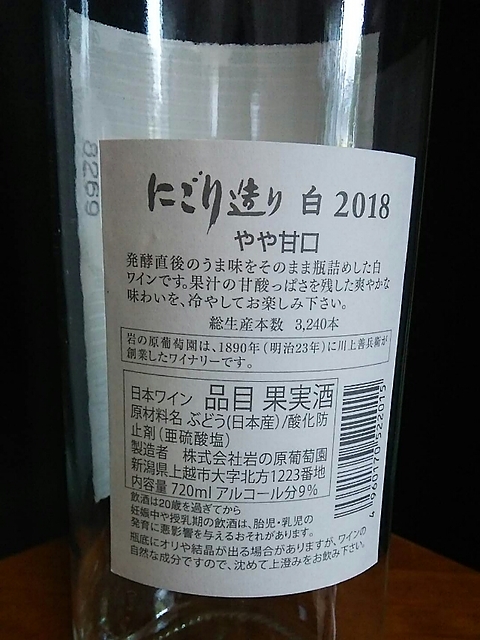 にごり造り 白 2018
やや甘口
発酵直後のうま味をそのまま瓶詰めした白
ワインです。果汁の甘酸っぱさを残した爽やかな
味わいを、冷やしてお楽しみ下さい。
総生産本数 3,240本
岩の原葡萄園は、1890年(明治23年)に川上善兵衛が
創業したワイナリーです。
日本ワイン 品目 果実酒
原材料名 ぶどう(日本産)/酸化防
止剤(亜硫酸塩)
製造者 株式会社岩の原葡萄園
新潟県上越市大字北方1223番地
内容量 720ml アルコール分9%
4960170522015
飲酒は20歳を過ぎてから
妊娠中や授乳期の飲酒は、胎児・乳児の
発育に悪影響を与えるおそれがあります。
瓶底にオリや結晶が出る場合がありますが、ワインの
自然な成分ですので、沈めて上澄みをお飲み下さい。
8269